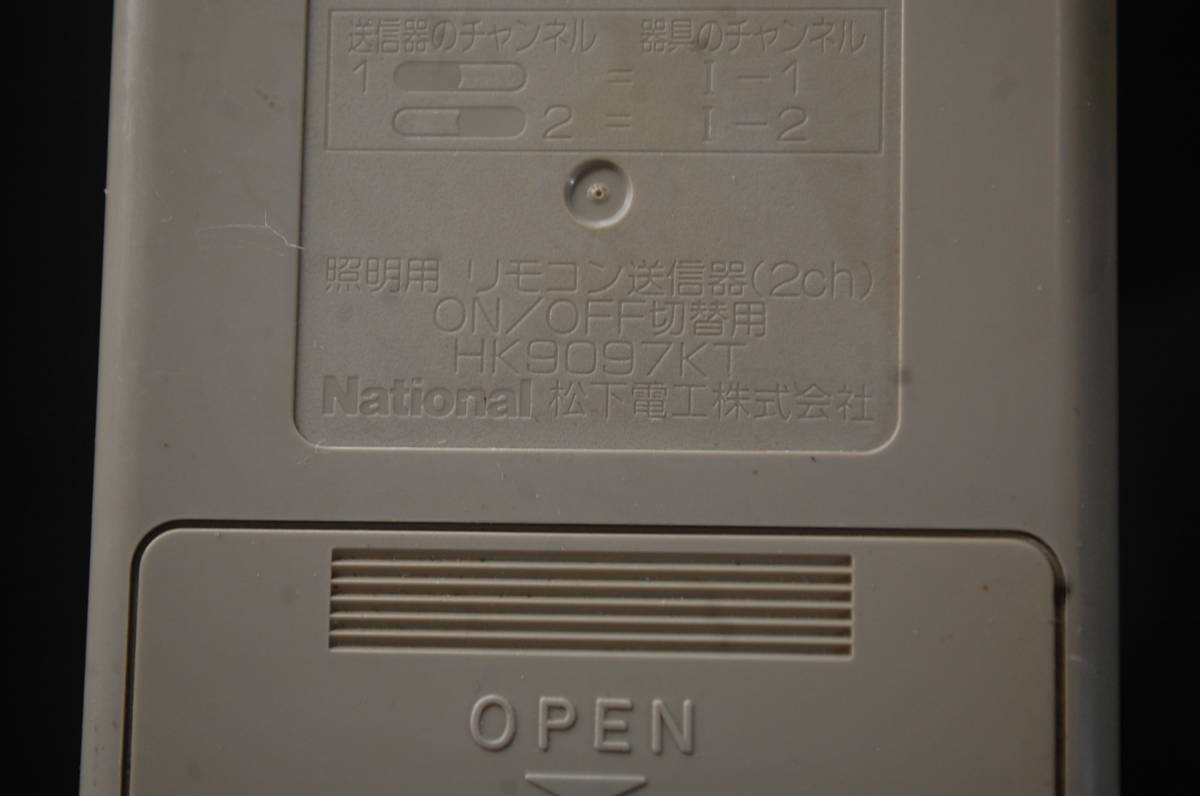 送信器のチャンネル 器具のチャンネル
1 = I-1
2 = I-2
照明用 リモコン送信器(2ch)
ON/OFF切替用
HK9097KT
National 松下電工株式会社
OPEN